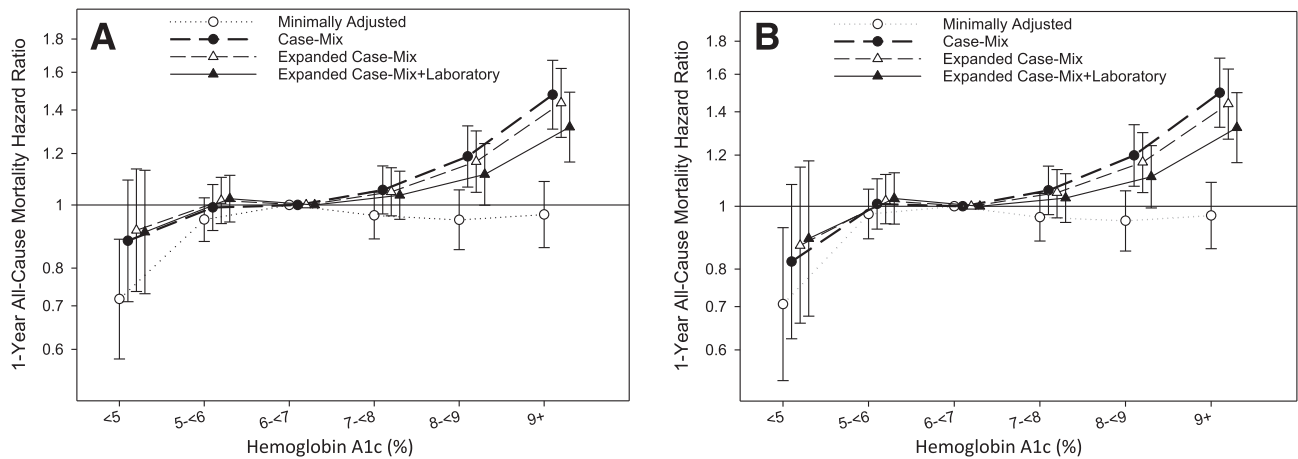 A
Minimally Adjusted
Case-Mix
Expanded Case-Mix
Expanded Case-Mix+Laboratory
1-Year All-Cause Mortality Hazard Ratio
1.8
1.6
1.4
1.2
1
0.8
0.7
0.6
<5
5-<6
6-<7
7-<8
8-<9
9+
Hemoglobin A1c (%)
B
Minimally Adjusted
Case-Mix
Expanded Case-Mix
Expanded Case-Mix+Laboratory
1-Year All-Cause Mortality Hazard Ratio
1.8
1.6
1.4
1.2
1
0.8
0.7
0.6
<5
5-<6
6-<7
7-<8
8-<9
9+
Hemoglobin A1c (%)